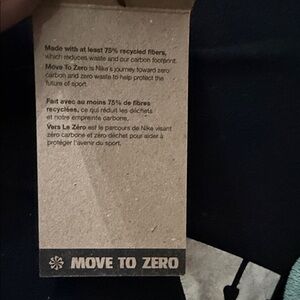 Made with at least 75% recycled fibers,
which reduces waste and our carbon footprint.
Move To Zero is Nike's journey toward zero
carbon and zero waste to help protect the
future of sport.
Fait avec au moins 75% de fibres
recyclées, ce qui réduit les déchets
et notre empreinte carbone.
Vers Le Zéro est le parcours de Nike visant
zéro carbone et zéro déchet pour aider à
protéger l'avenir du sport.
MOVE TO ZERO